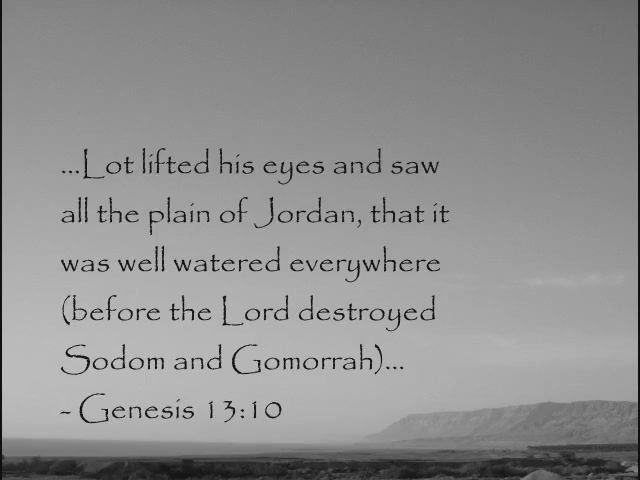 ...Lot lifted his eyes and saw
all the plain of Jordan, that it
was well watered everywhere
(before the Lord destroyed
Sodom and Gomorrah)...
- Genesis 13:10